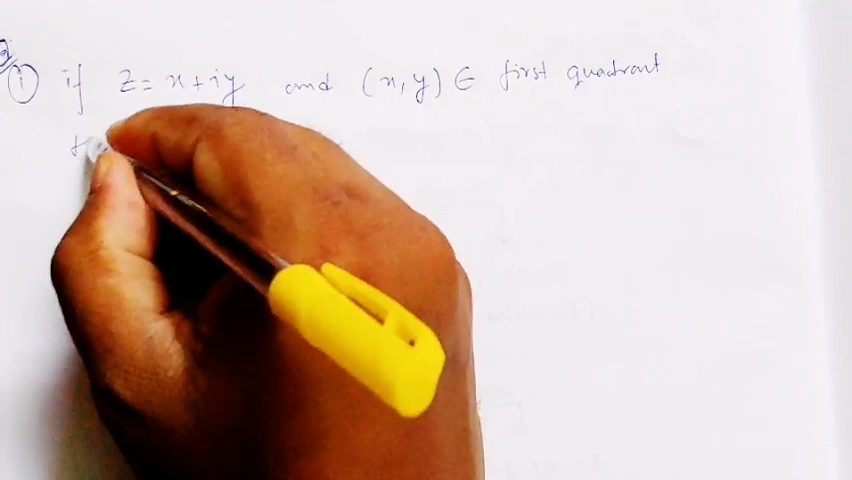 ① if z = x + iy and (x, y) ∈ first quadrant